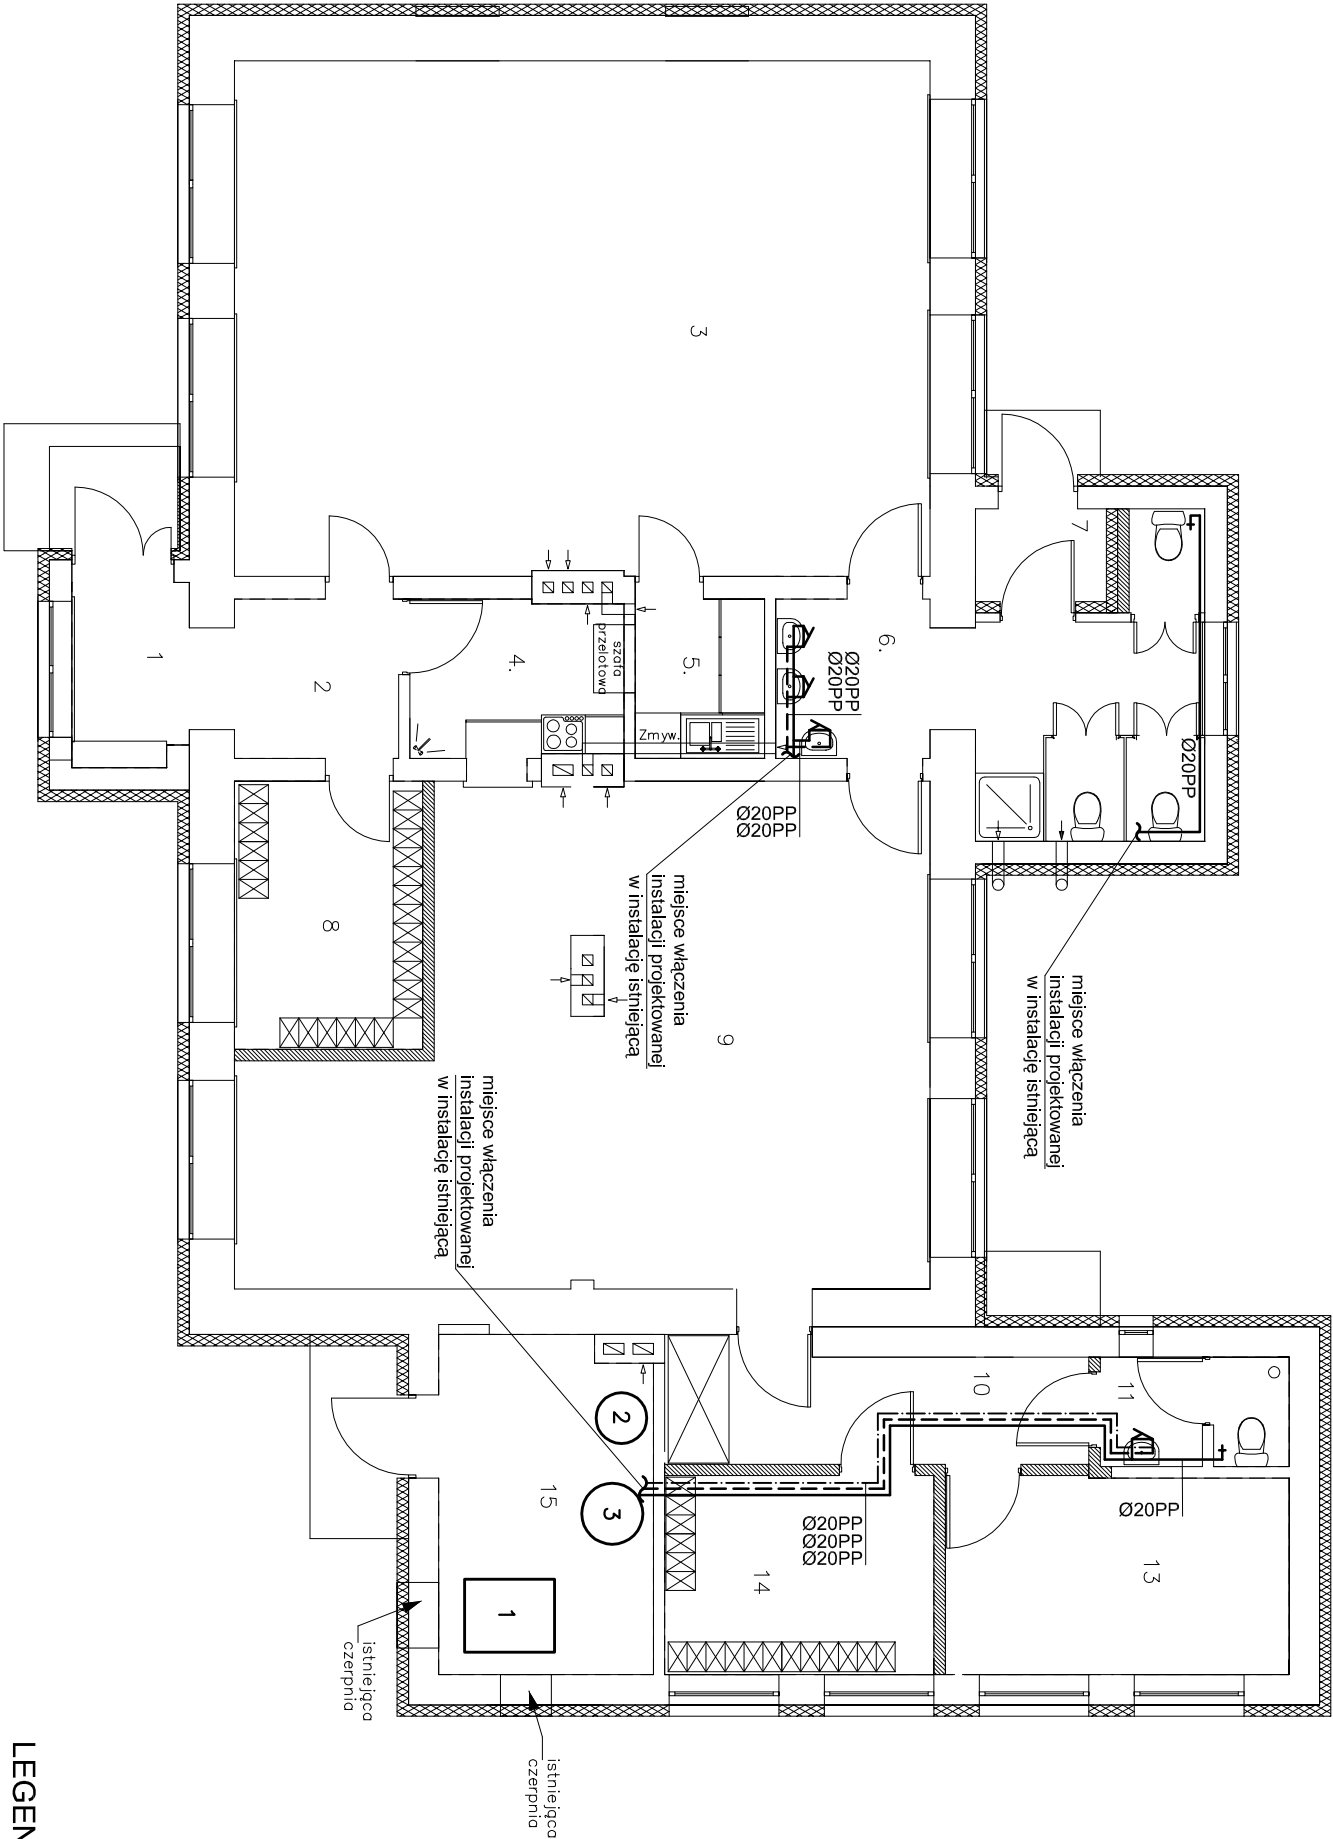 3
7
1
2
4.
szafa
przelotowa
5.
6.
Ø20PP
Ø20PP
Zmyw.
Ø20PP
Ø20PP
Ø20PP
8
9
miejsce włączenia
instalacji projektowanej
w instalację istniejącą
miejsce włączenia
instalacji projektowanej
w instalację istniejącą
miejsce włączenia
instalacji projektowanej
w instalację istniejącą
10
11
2
3
15
1
14
13
Ø20PP
Ø20PP
Ø20PP
Ø20PP
istniejąca
czerpnia
istniejąca
czerpnia
LEGEN